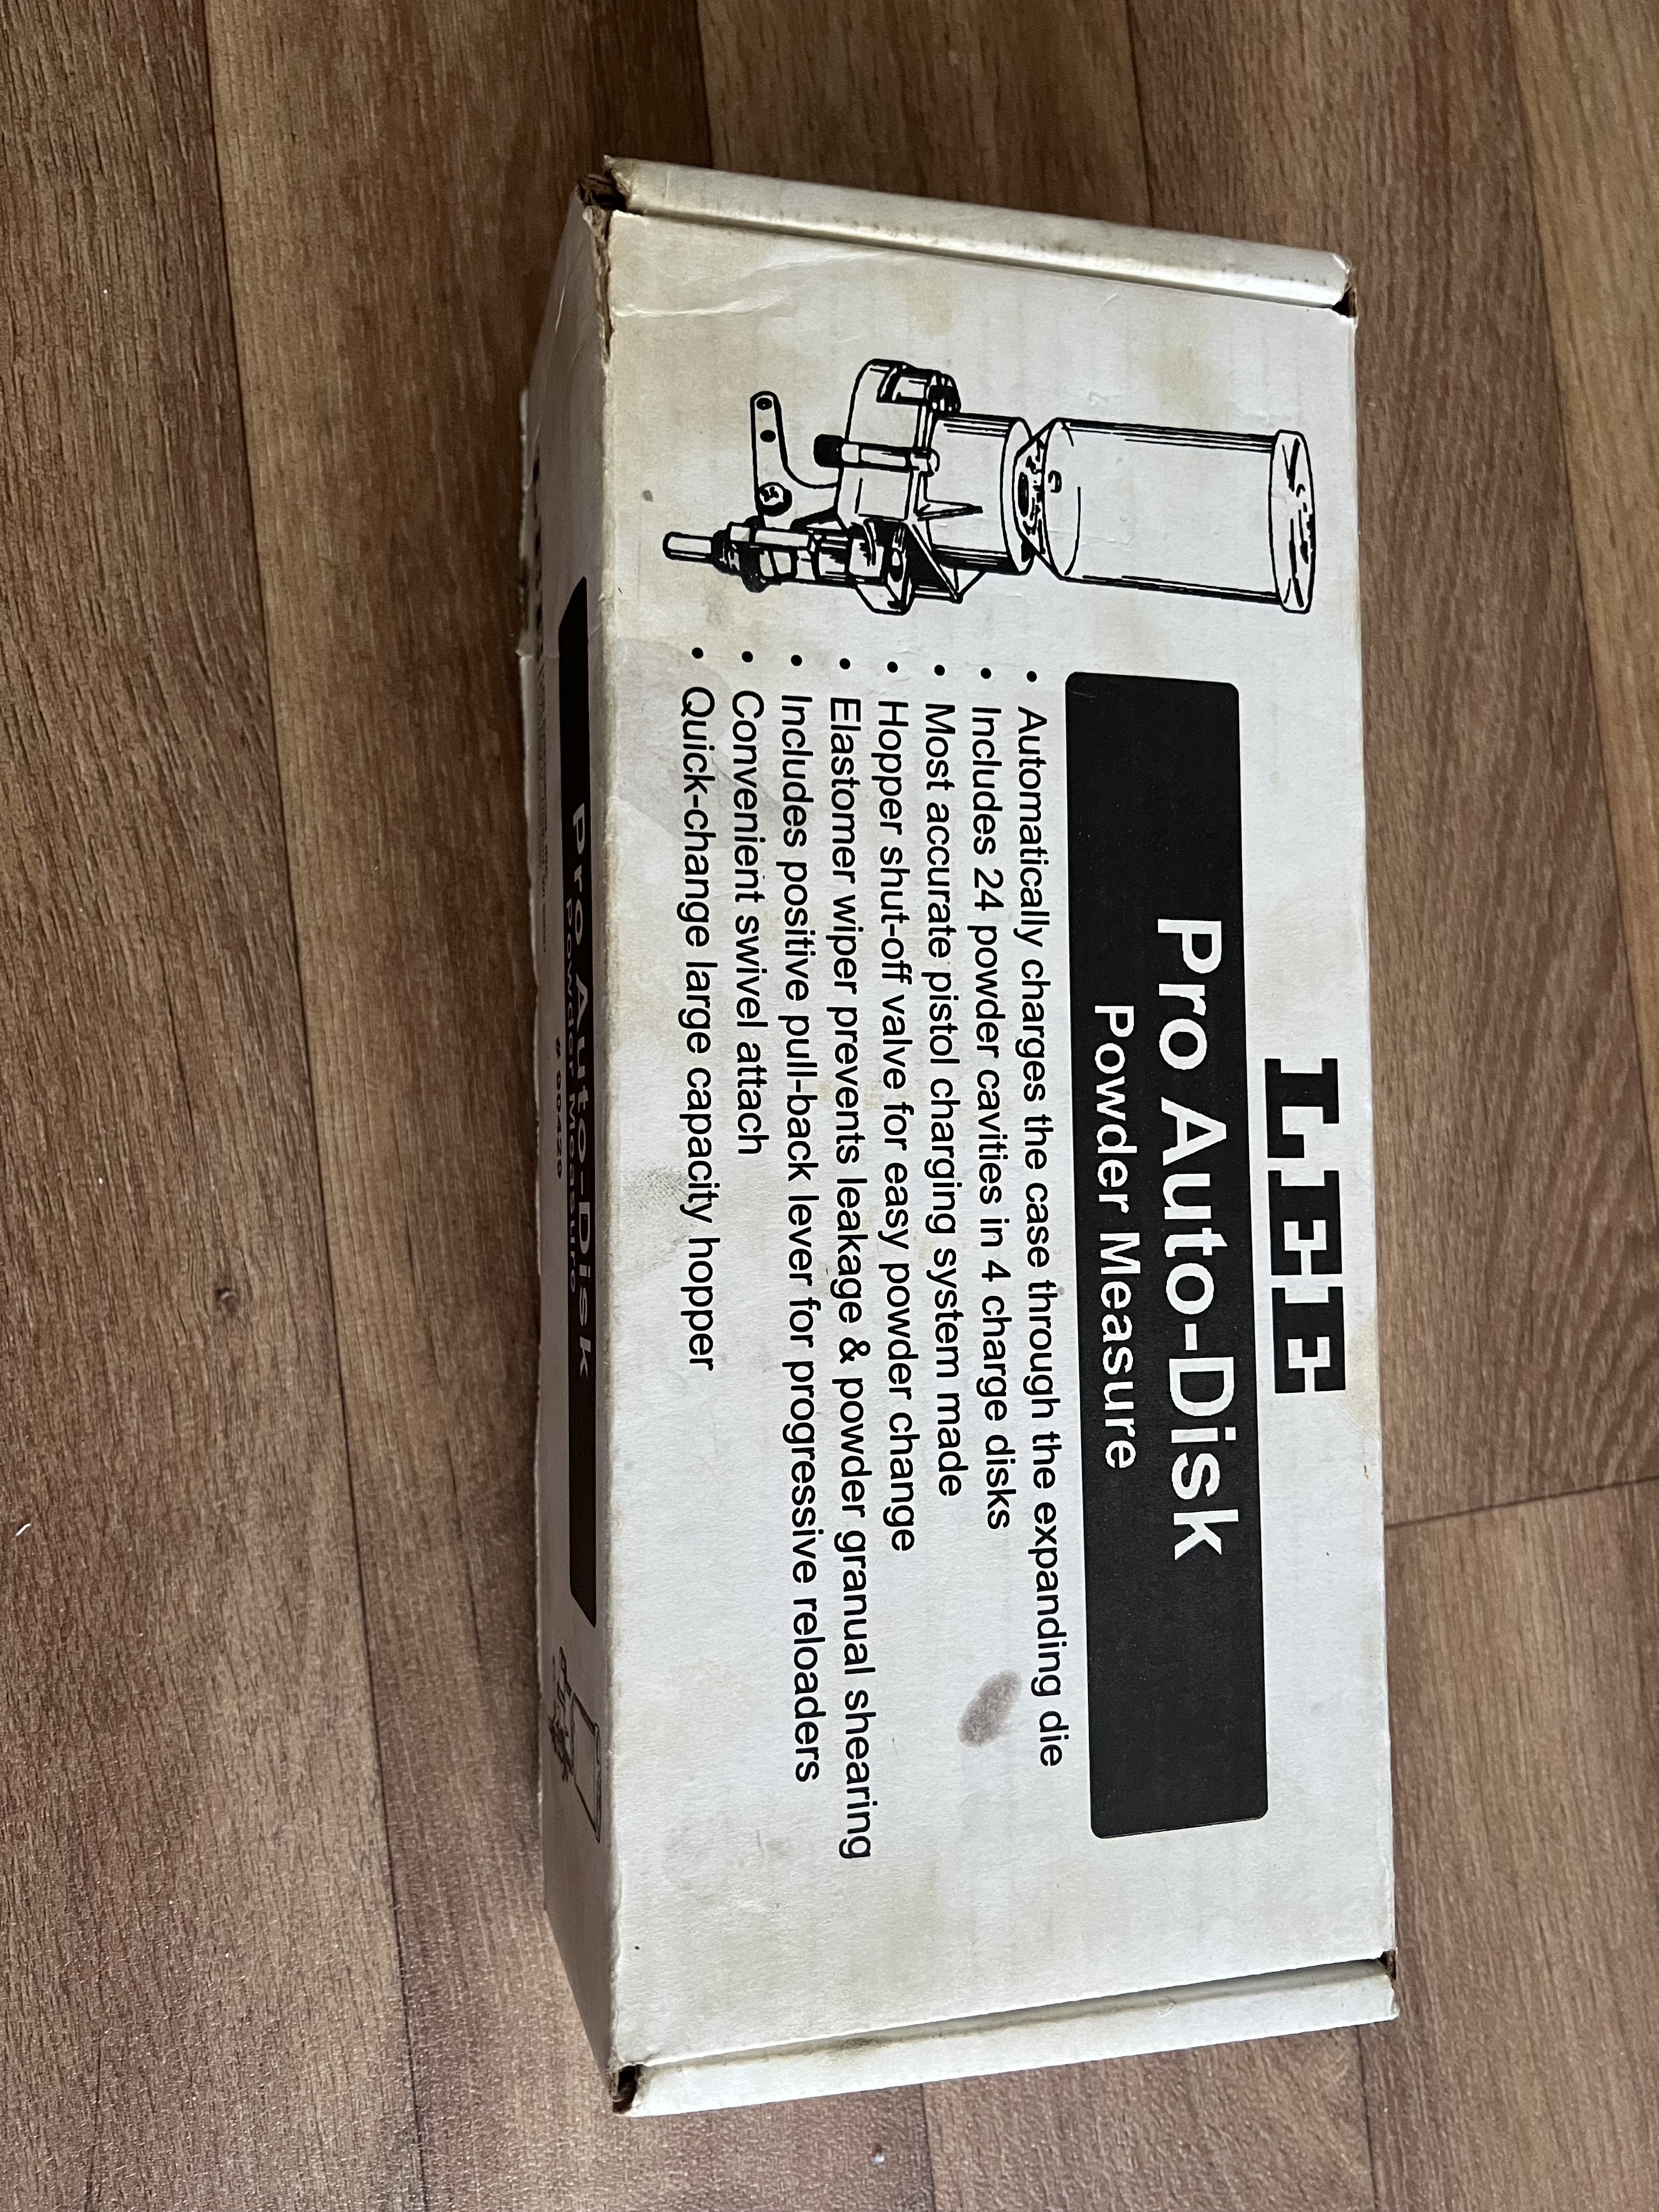 LEE
Pro Auto-Disk
Powder Measure
• Automatically charges the case through the expanding die
• Includes 24 powder cavities in 4 charge disks
• Most accurate pistol charging system made
• Hopper shut-off valve for easy powder change
• Elastomer wiper prevents leakage & powder granual shearing
• Includes positive pull-back lever for progressive reloaders
• Convenient swivel attach
• Quick-change large capacity hopper
Pro Auto-Disk
Powder Measure